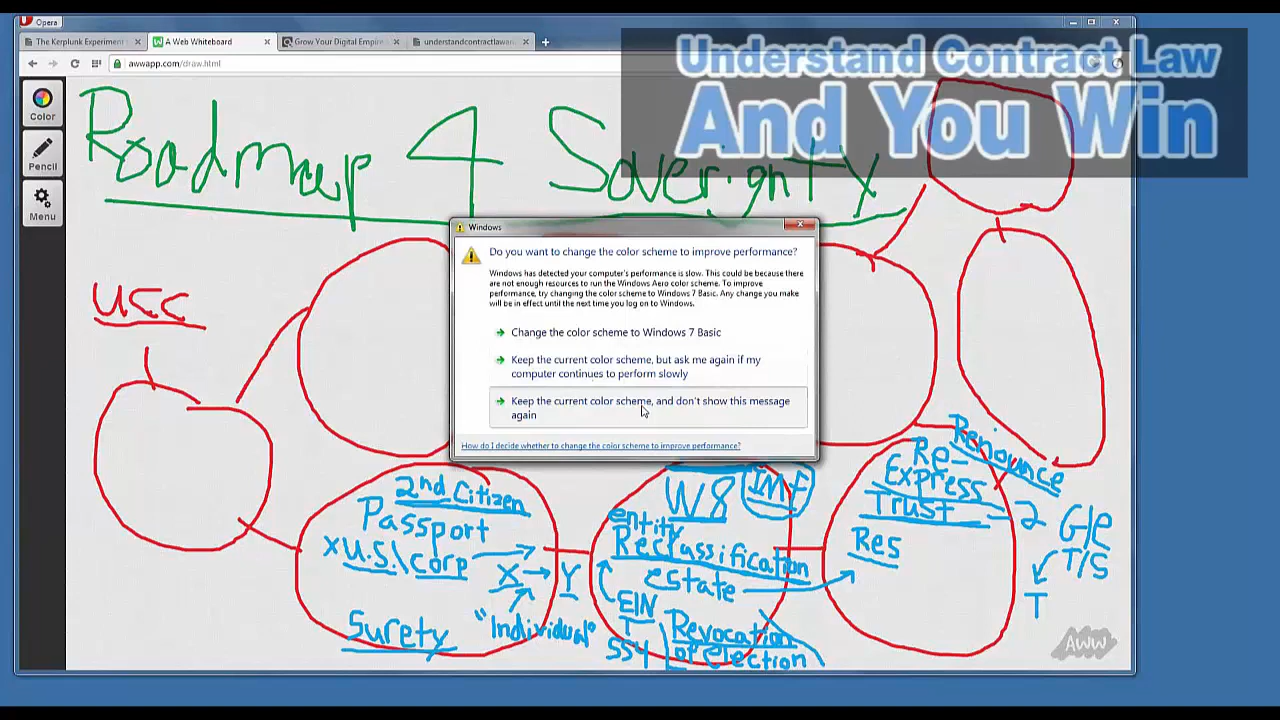 Opera
The Kerplunk Experiment
A Web Whiteboard
Grow Your Digital Empire
understandcontractlawan
awwapp.com/draw.html
Understand Contract Law
And You Win
Color
Pencil
Menu
Roadmap 4 Soverignty
UCC
Windows
Do you want to change the color scheme to improve performance?
Windows has detected your computer's performance is slow. This could be because there
are not enough resources to run the Windows Aero color scheme. To improve
performance, try changing the color scheme to Windows 7 Basic. Any change you make
will be in effect until the next time you log on to Windows.
Change the color scheme to Windows 7 Basic
Keep the current color scheme, but ask me again if my
computer continues to perform slowly
Keep the current color scheme, and don't show this message
again
How do I decide whether to change the color scheme to improve performance?
2nd Citizen
Passport
x U.S.\Corp
X → Y
"Individual"
Surety
W8 IMF
entity
Reclassification
estate
EIN
T
SS4
Revocation
of election
Renounce
Re-
Express
Trust
2
G/e
T/S
T
Res
AWW